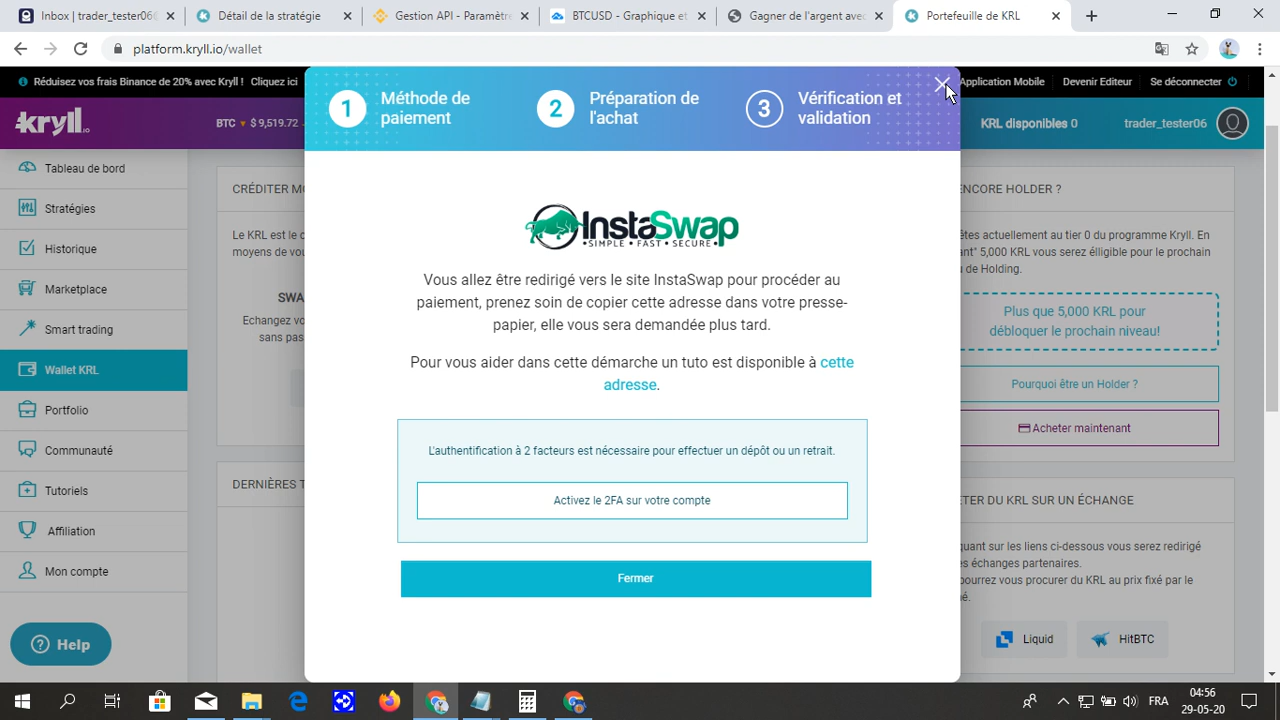 Inbox | trader_tester06
Détail de la stratégie
Gestion API - Paramètre
BTCUSD - Graphique et
Gagner de l'argent avec
Portefeuille de KRL
platform.kryll.io/wallet
Réduisez vos frais Binance de 20% avec Kryll ! Cliquez ici
Application Mobile
Devenir Editeur
Se déconnecter
kryll.io
BTC ▾ $ 9,519.72
KRL disponibles 0
trader_tester06
1 Méthode de paiement
2 Préparation de l'achat
3 Vérification et validation
Tableau de bord
Stratégies
Historique
Marketplace
Smart trading
Wallet KRL
Portfolio
Communauté
Tutoriels
Affiliation
Mon compte
Help
CRÉDITER MO
Le KRL est le
moyens de vou
SWA
Echangez vo
sans pas
DERNIÈRES T
InstaSwap
•SIMPLE • FAST • SECURE•
Vous allez être redirigé vers le site InstaSwap pour procéder au
paiement, prenez soin de copier cette adresse dans votre presse-
papier, elle vous sera demandée plus tard.
Pour vous aider dans cette démarche un tuto est disponible à cette
adresse.
L'authentification à 2 facteurs est nécessaire pour effectuer un dépôt ou un retrait.
Activez le 2FA sur votre compte
Fermer
ENCORE HOLDER ?
êtes actuellement au tier 0 du programme Kryll. En
ant" 5,000 KRL vous serez élligible pour le prochain
u de Holding.
Plus que 5,000 KRL pour
débloquer le prochain niveau!
Pourquoi être un Holder ?
Acheter maintenant
ETER DU KRL SUR UN ÉCHANGE
quant sur les liens ci-dessous vous serez redirigé
es échanges partenaires.
pourrez vous procurer du KRL au prix fixé par le
é.
Liquid
HitBTC
FRA
04:56
29-05-20